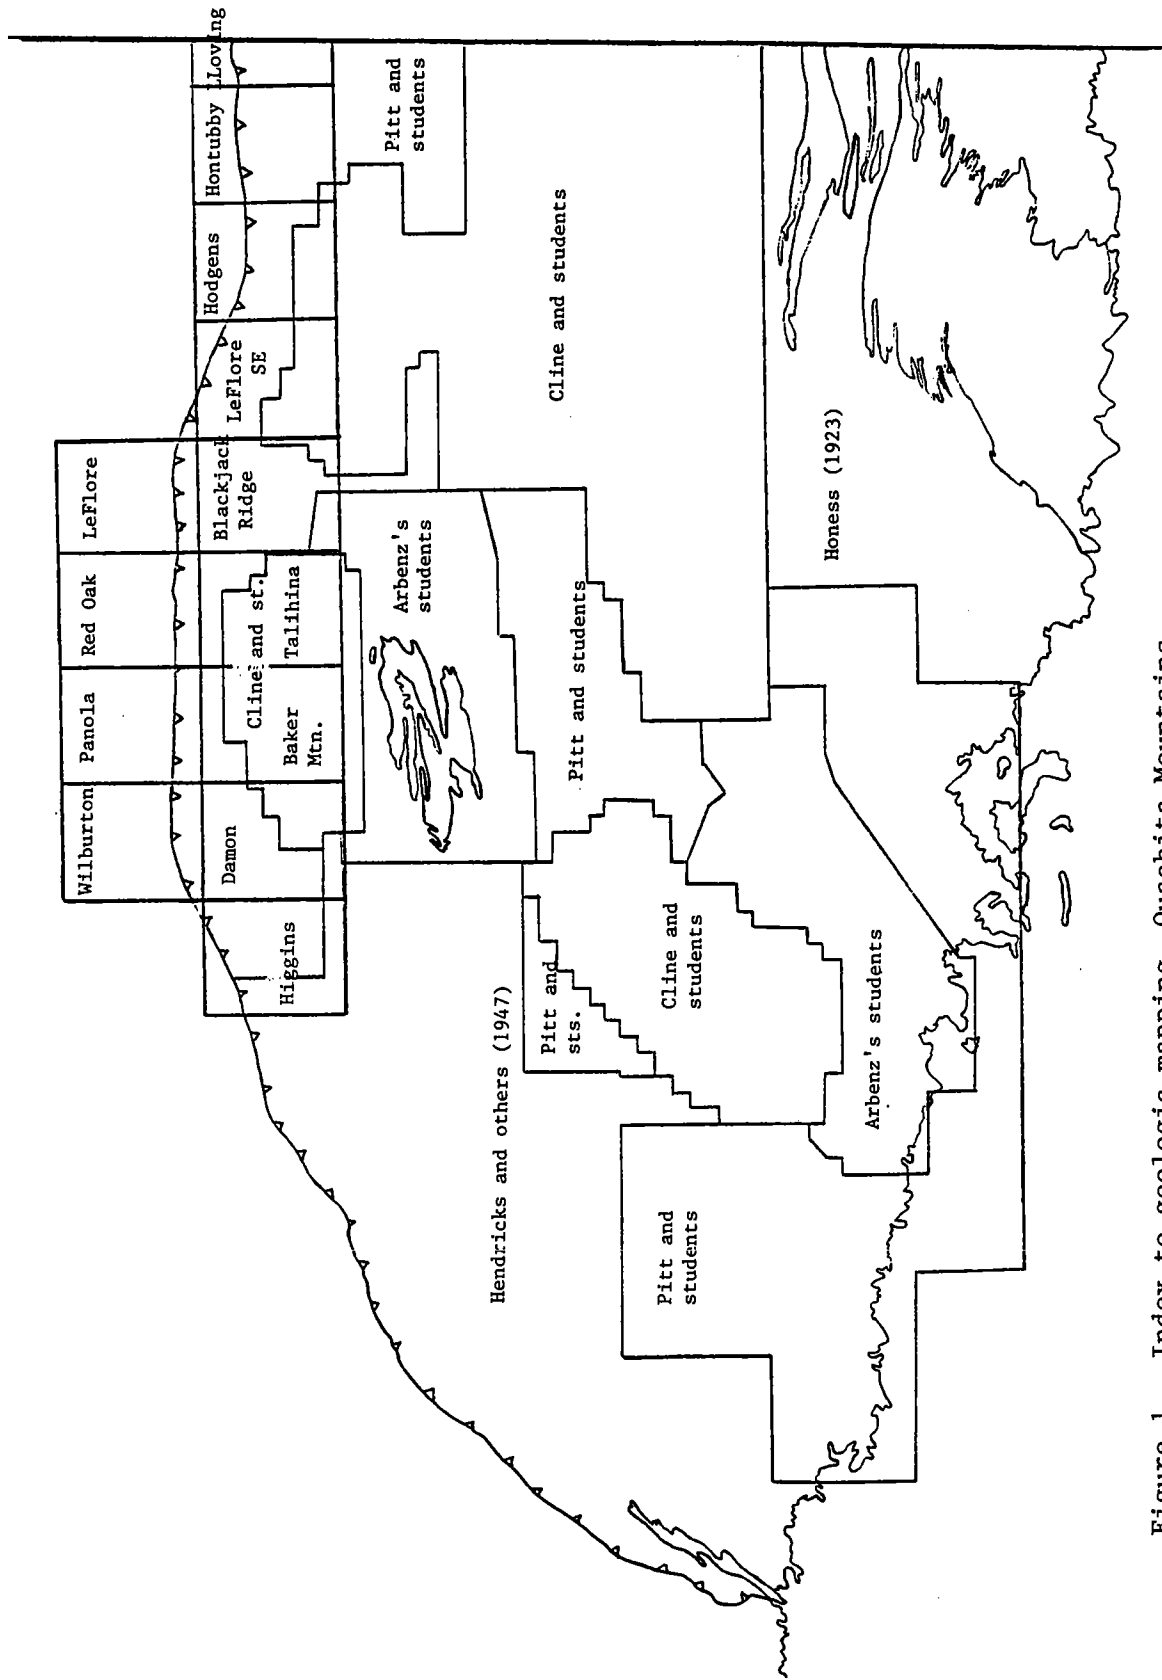 Wilburton
Panola
Red Oak
LeFlore
Higgins
Damon
Baker
Mtn.
Cline and st.
Talihina
Blackjack
Ridge
LeFlore
SE
Hodgens
Hontubby
LLoving
Pitt and
students
Arbenz's
students
Cline and students
Hendricks and others (1947)
Pitt and
sts.
Pitt and students
Cline and
students
Pitt and
students
Arbenz's students
Honess (1923)
Figure 1. Index to geologic mapping, Ouachita Mountains